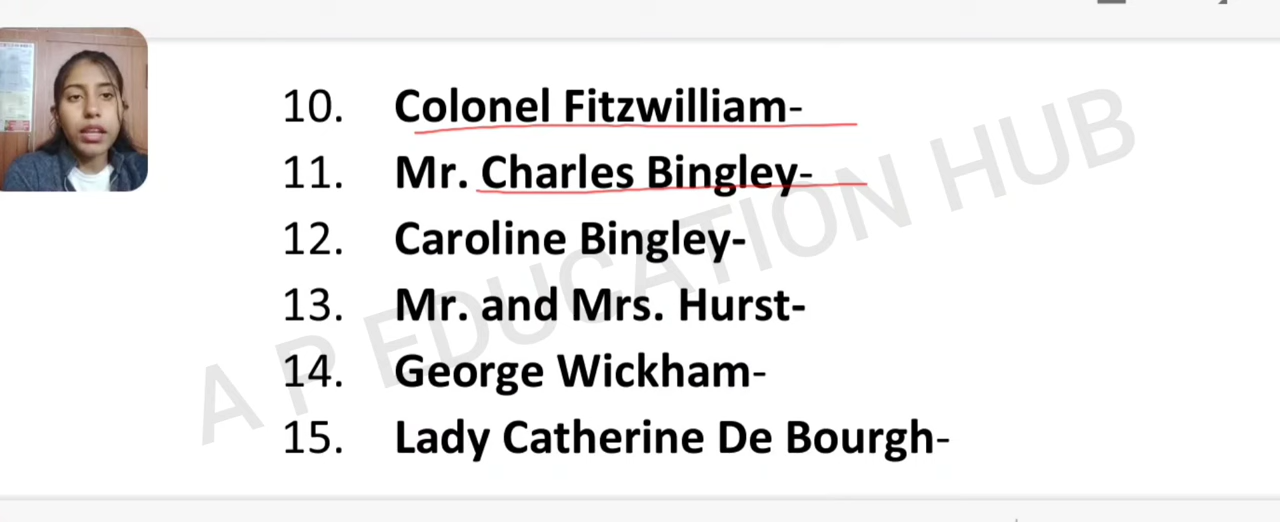 10. Colonel Fitzwilliam-
11. Mr. Charles Bingley-
12. Caroline Bingley-
13. Mr. and Mrs. Hurst-
14. George Wickham-
15. Lady Catherine De Bourgh-
A P EDUCATION HUB